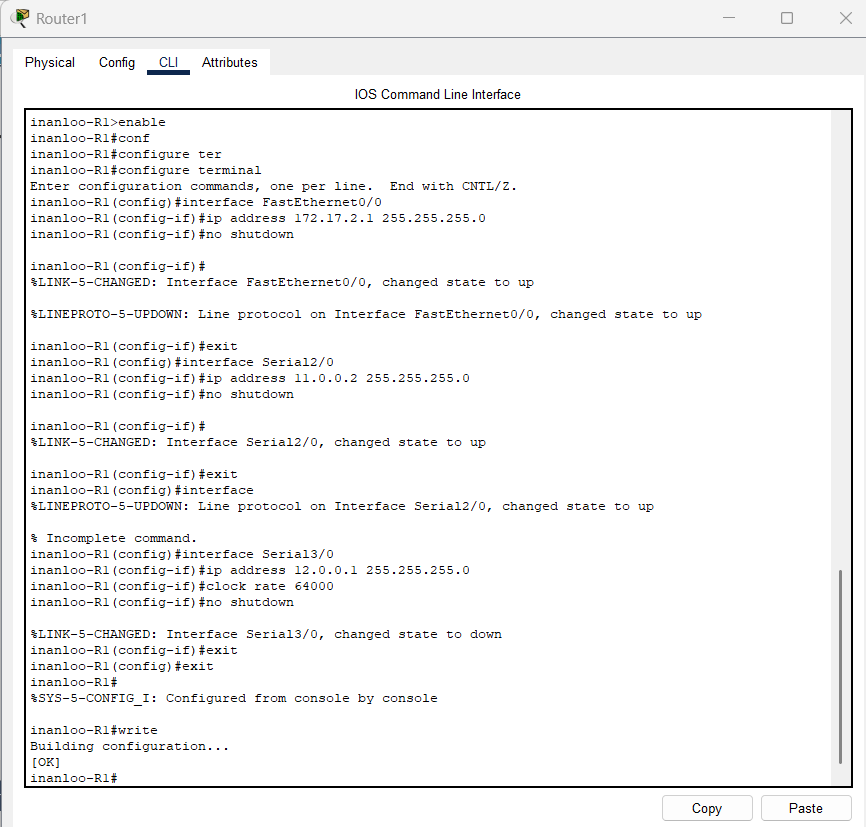 Router1
Physical Config CLI Attributes
IOS Command Line Interface
inanloo-R1>enable
inanloo-R1#conf
inanloo-R1#configure ter
inanloo-R1#configure terminal
Enter configuration commands, one per line.  End with CNTL/Z.
inanloo-R1(config)#interface FastEthernet0/0
inanloo-R1(config-if)#ip address 172.17.2.1 255.255.255.0
inanloo-R1(config-if)#no shutdown
inanloo-R1(config-if)#
%LINK-5-CHANGED: Interface FastEthernet0/0, changed state to up
%LINEPROTO-5-UPDOWN: Line protocol on Interface FastEthernet0/0, changed state to up
inanloo-R1(config-if)#exit
inanloo-R1(config)#interface Serial2/0
inanloo-R1(config-if)#ip address 11.0.0.2 255.255.255.0
inanloo-R1(config-if)#no shutdown
inanloo-R1(config-if)#
%LINK-5-CHANGED: Interface Serial2/0, changed state to up
inanloo-R1(config-if)#exit
inanloo-R1(config)#interface
%LINEPROTO-5-UPDOWN: Line protocol on Interface Serial2/0, changed state to up
% Incomplete command.
inanloo-R1(config)#interface Serial3/0
inanloo-R1(config-if)#ip address 12.0.0.1 255.255.255.0
inanloo-R1(config-if)#clock rate 64000
inanloo-R1(config-if)#no shutdown
%LINK-5-CHANGED: Interface Serial3/0, changed state to down
inanloo-R1(config-if)#exit
inanloo-R1(config)#exit
inanloo-R1#
%SYS-5-CONFIG_I: Configured from console by console
inanloo-R1#write
Building configuration...
[OK]
inanloo-R1#
Copy Paste